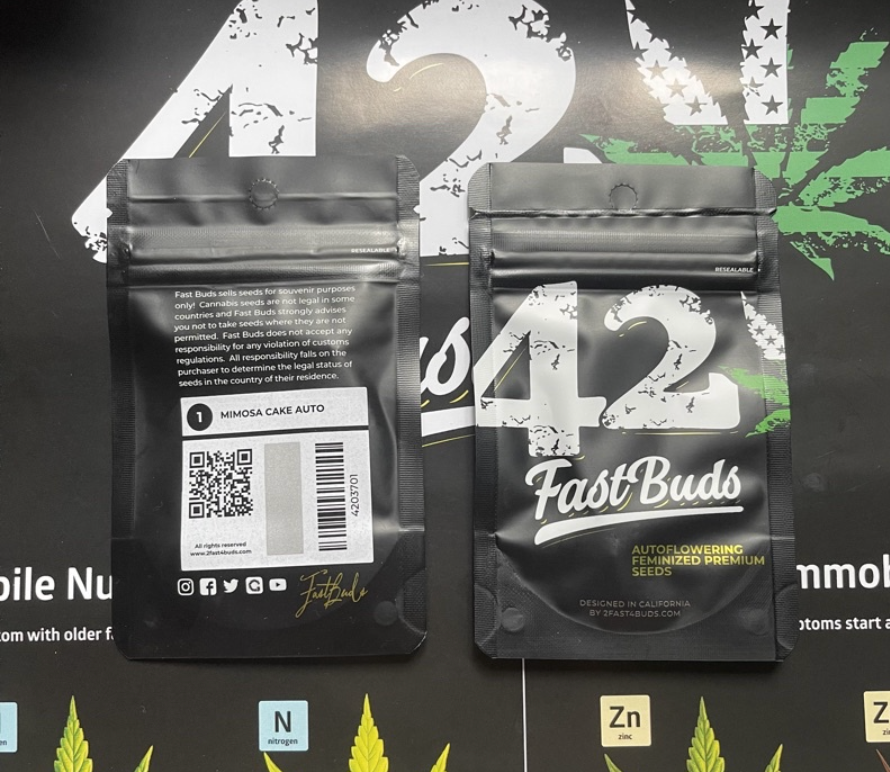 42
RESEALABLE
Fast Buds sells seeds for souvenir purposes
only! Cannabis seeds are not legal in some
countries and Fast Buds strongly advises
you not to take seeds where they are not
permitted. Fast Buds does not accept any
responsibility for any violation of customs
regulations. All responsibility falls on the
purchaser to determine the legal status of
seeds in the country of their residence.
1 MIMOSA CAKE AUTO
4203701
All rights reserved
www.2fast4buds.com
FastBuds
RESEALABLE
42
FastBuds
AUTOFLOWERING
FEMINIZED PREMIUM
SEEDS
DESIGNED IN CALIFORNIA
BY 2FAST4BUDS.COM
with older
start
N
nitrogen
Zn
zinc